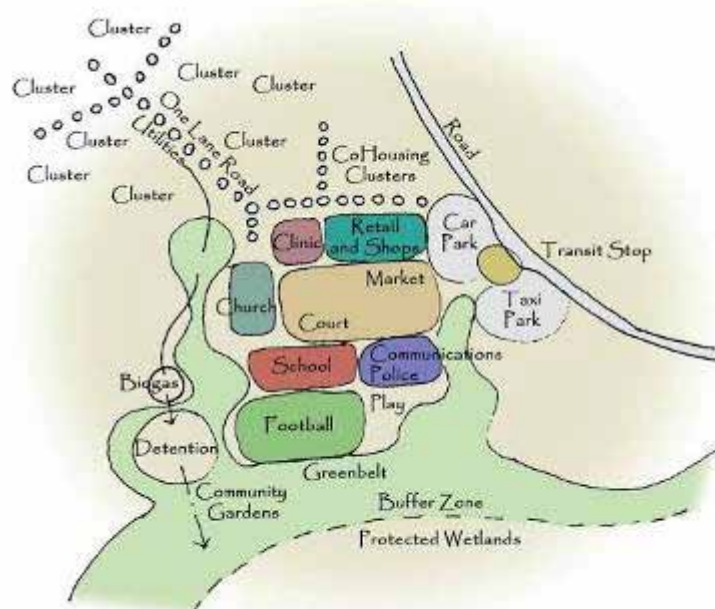 Cluster
Cluster
Cluster
Cluster
Cluster
Cluster
Cluster
Cluster
One Lane Road
Utilities
CoHousing
Clusters
Road
Clinic
Retail
and Shops
Car
Park
Transit Stop
Taxi
Park
Church
Market
Court
School
Communications
Police
Biogas
Play
Football
Detention
Greenbelt
Community
Gardens
Buffer Zone
Protected Wetlands